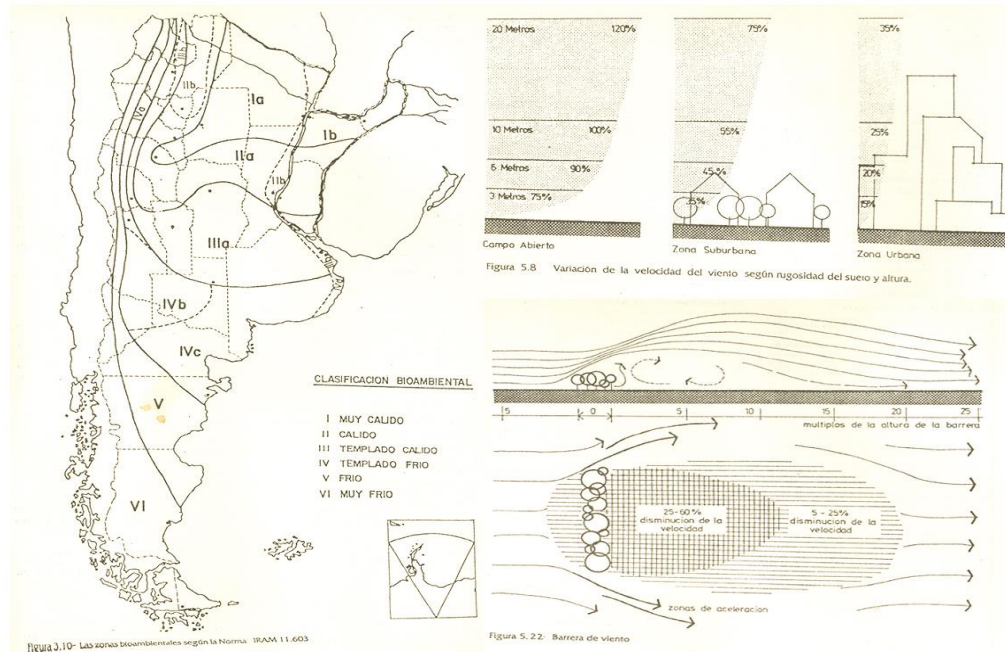 IVa
IIb
Ia
Ib
IIa
IIb
IIIa
IVb
IVc
V
VI
CLASIFICACION BIOAMBIENTAL
I MUY CALIDO
II CALIDO
III TEMPLADO CALIDO
IV TEMPLADO FRIO
V FRIO
VI MUY FRIO
Figura 3.10- Las zonas bioambientales según la Norma IRAM 11.603
20 Metros 120%
10 Metros 100%
6 Metros 90%
3 Metros 75%
Campo Abierto
75%
55%
45%
35%
Zona Suburbana
35%
25%
20%
15%
Zona Urbana
Figura 5.8 Variación de la velocidad del viento según rugosidad del suelo y altura.
5 0 5 10 15 20 25
multiplos de la altura de la barrera
25-60%
disminucion de la
velocidad
5-25%
disminucion de la
velocidad
zonas de aceleracion
Figura 5.22: Barrera de viento